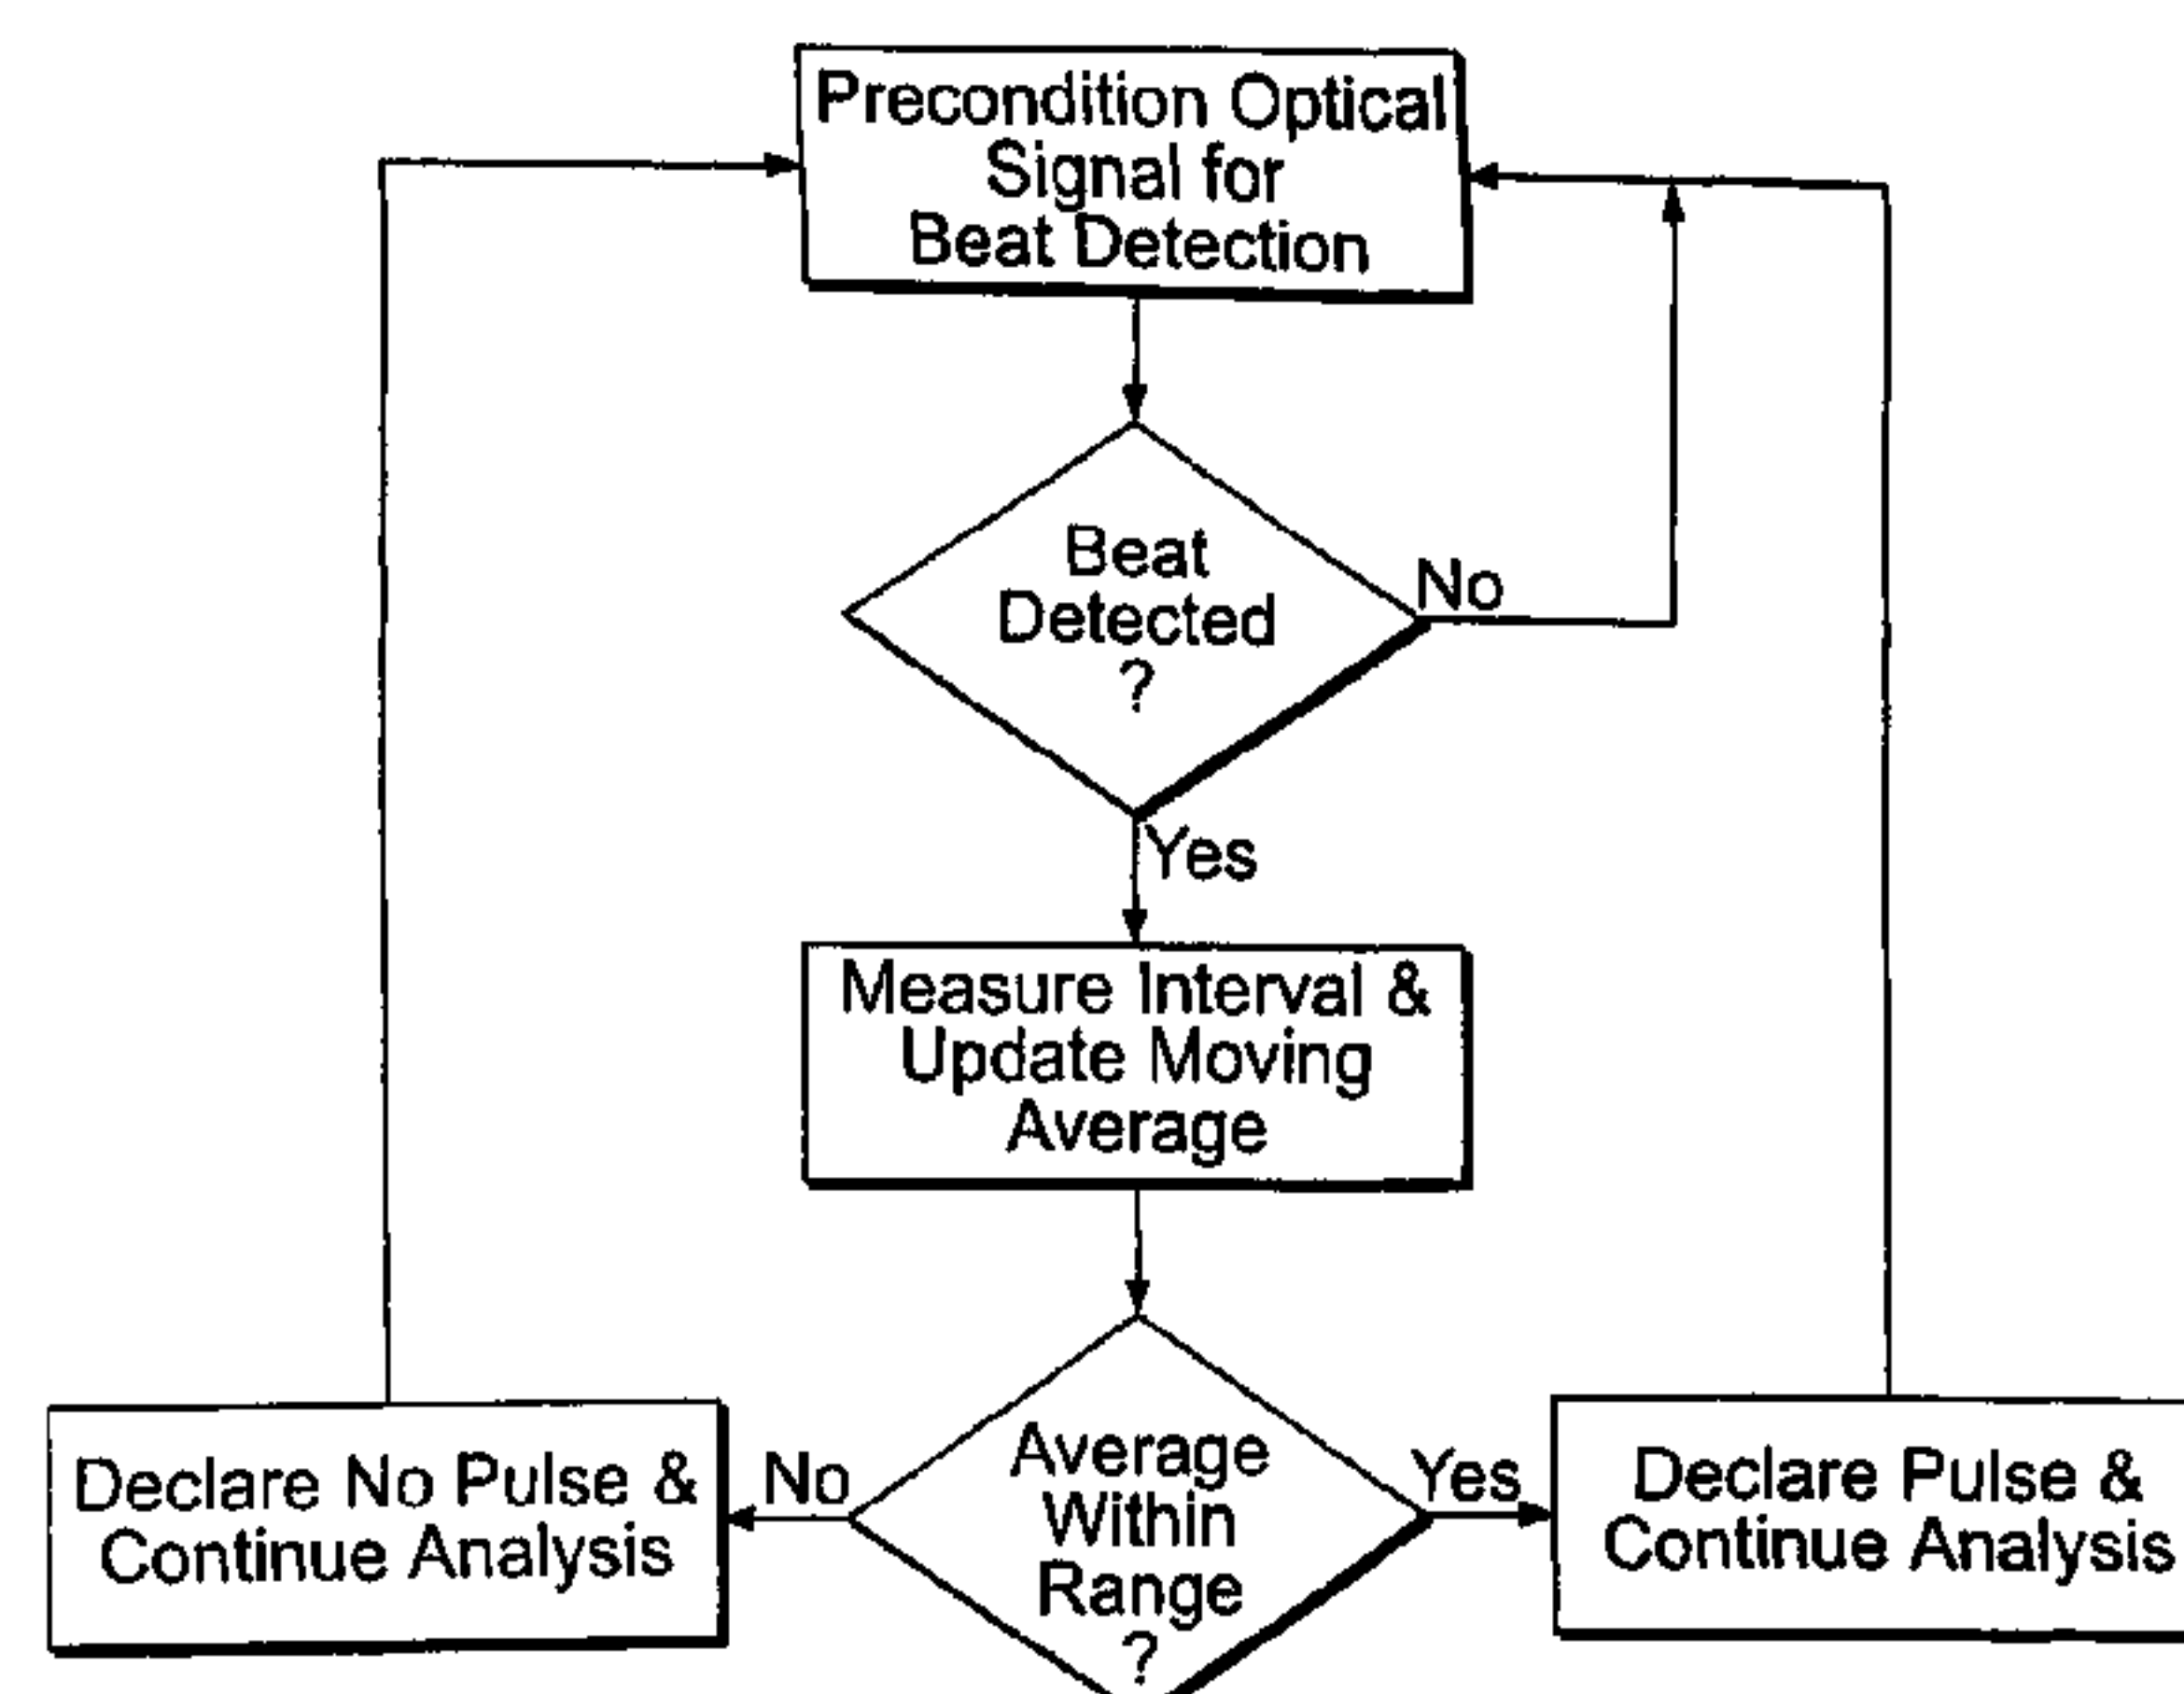 Precondition Optical
Signal for
Beat Detection
Beat
Detected
?
No
Yes
Measure Interval &
Update Moving
Average
Declare No Pulse &
Continue Analysis
No
Average
Within
Range
?
Yes
Declare Pulse &
Continue Analysis